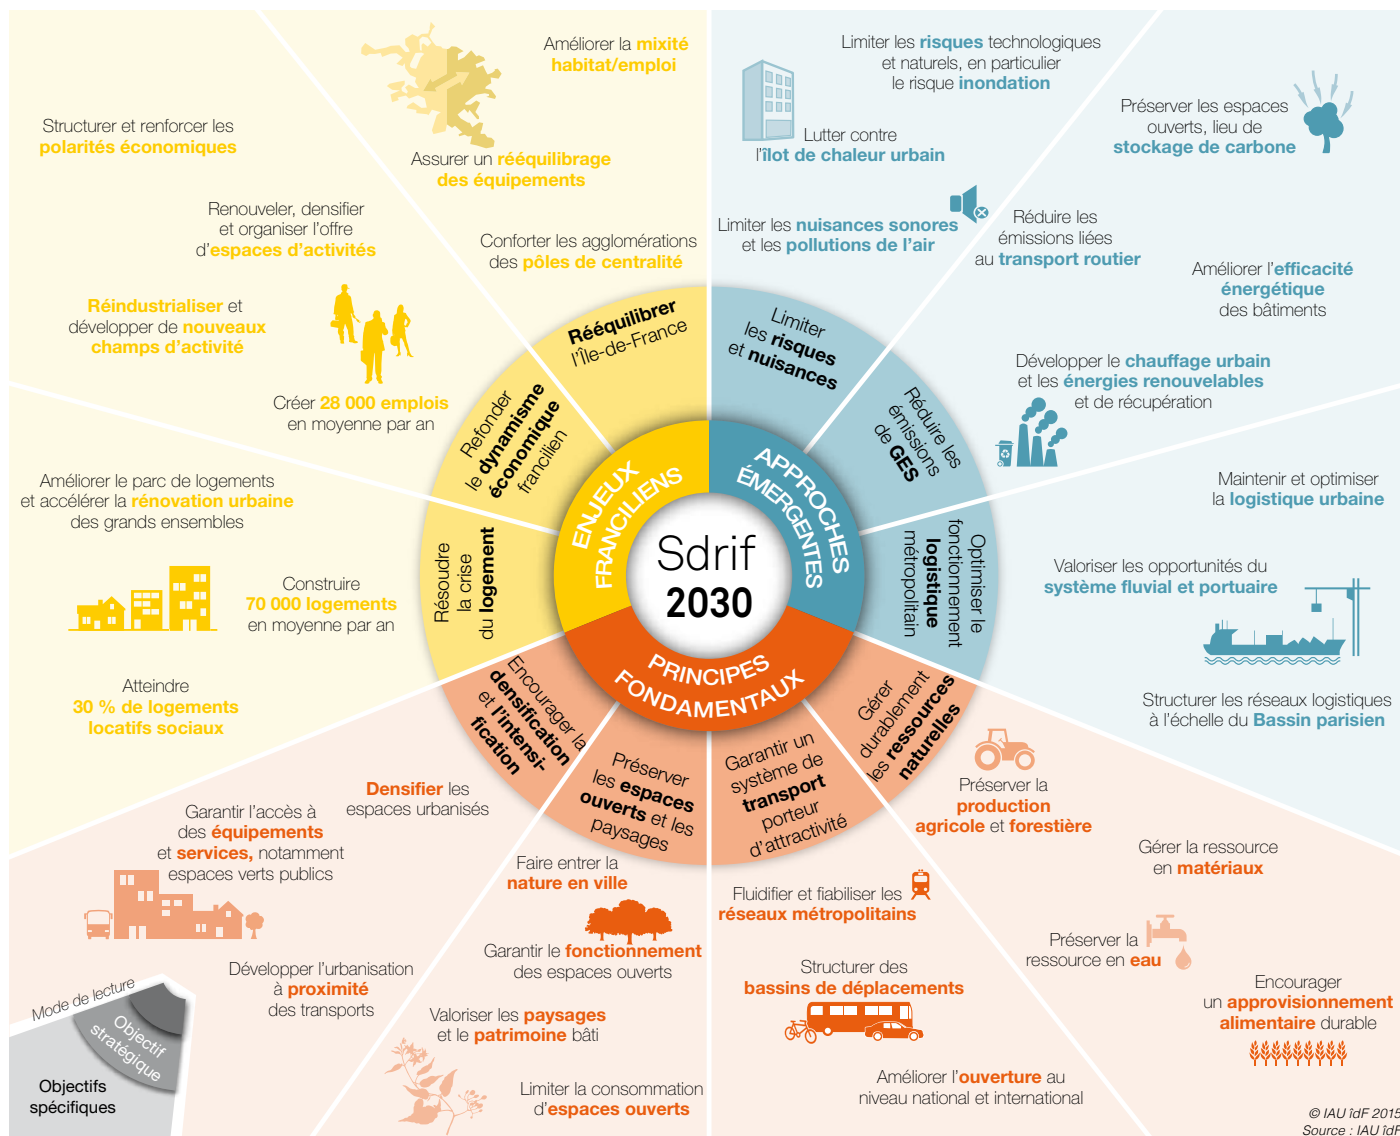 Sdrif
2030
ENJEUX
FRANCILIENS
Rééquilibrer
l'Île-de-France
Améliorer la mixité
habitat/emploi
Assurer un rééquilibrage
des équipements
Conforter les agglomérations
des pôles de centralité
Refonder
le dynamisme
économique
francilien
Structurer et renforcer les
polarités économiques
Renouveler, densifier
et organiser l'offre
d'espaces d'activités
Réindustrialiser et
développer de nouveaux
champs d'activité
Créer 28 000 emplois
en moyenne par an
Résoudre
la crise
du logement
Améliorer le parc de logements
et accélérer la rénovation urbaine
des grands ensembles
Construire
70 000 logements
en moyenne par an
Atteindre
30 % de logements
locatifs sociaux
APPROCHES
ÉMERGENTES
Limiter
les risques
et nuisances
Limiter les risques technologiques
et naturels, en particulier
le risque inondation
Lutter contre
l'îlot de chaleur urbain
Limiter les nuisances sonores
et les pollutions de l'air
Réduire les
émissions
de GES
Préserver les espaces
ouverts, lieu de
stockage de carbone
Réduire les
émissions liées
au transport routier
Améliorer l'efficacité
énergétique
des bâtiments
Développer le chauffage urbain
et les énergies renouvelables
et de récupération
Optimiser le
fonctionnement
logistique
métropolitain
Maintenir et optimiser
la logistique urbaine
Valoriser les opportunités du
système fluvial et portuaire
Structurer les réseaux logistiques
à l'échelle du Bassin parisien
PRINCIPES
FONDAMENTAUX
Encourager la
densification
et l'intensi-
fication
Densifier les
espaces urbanisés
Garantir l'accès à
des équipements
et services, notamment
espaces verts publics
Développer l'urbanisation
à proximité
des transports
Préserver
les espaces
ouverts et les
paysages
Faire entrer la
nature en ville
Garantir le fonctionnement
des espaces ouverts
Valoriser les paysages
et le patrimoine bâti
Limiter la consommation
d'espaces ouverts
Garantir un
système de
transport
porteur
d'attractivité
Fluidifier et fiabiliser les
réseaux métropolitains
Structurer des
bassins de déplacements
Améliorer l'ouverture au
niveau national et international
Gérer
durablement
les ressources
naturelles
Préserver la
production
agricole et forestière
Gérer la ressource
en matériaux
Préserver la
ressource en eau
Encourager
un approvisionnement
alimentaire durable
Mode de lecture
Objectif
stratégique
Objectifs
spécifiques
© IAU îdF 2015
Source : IAU îdF